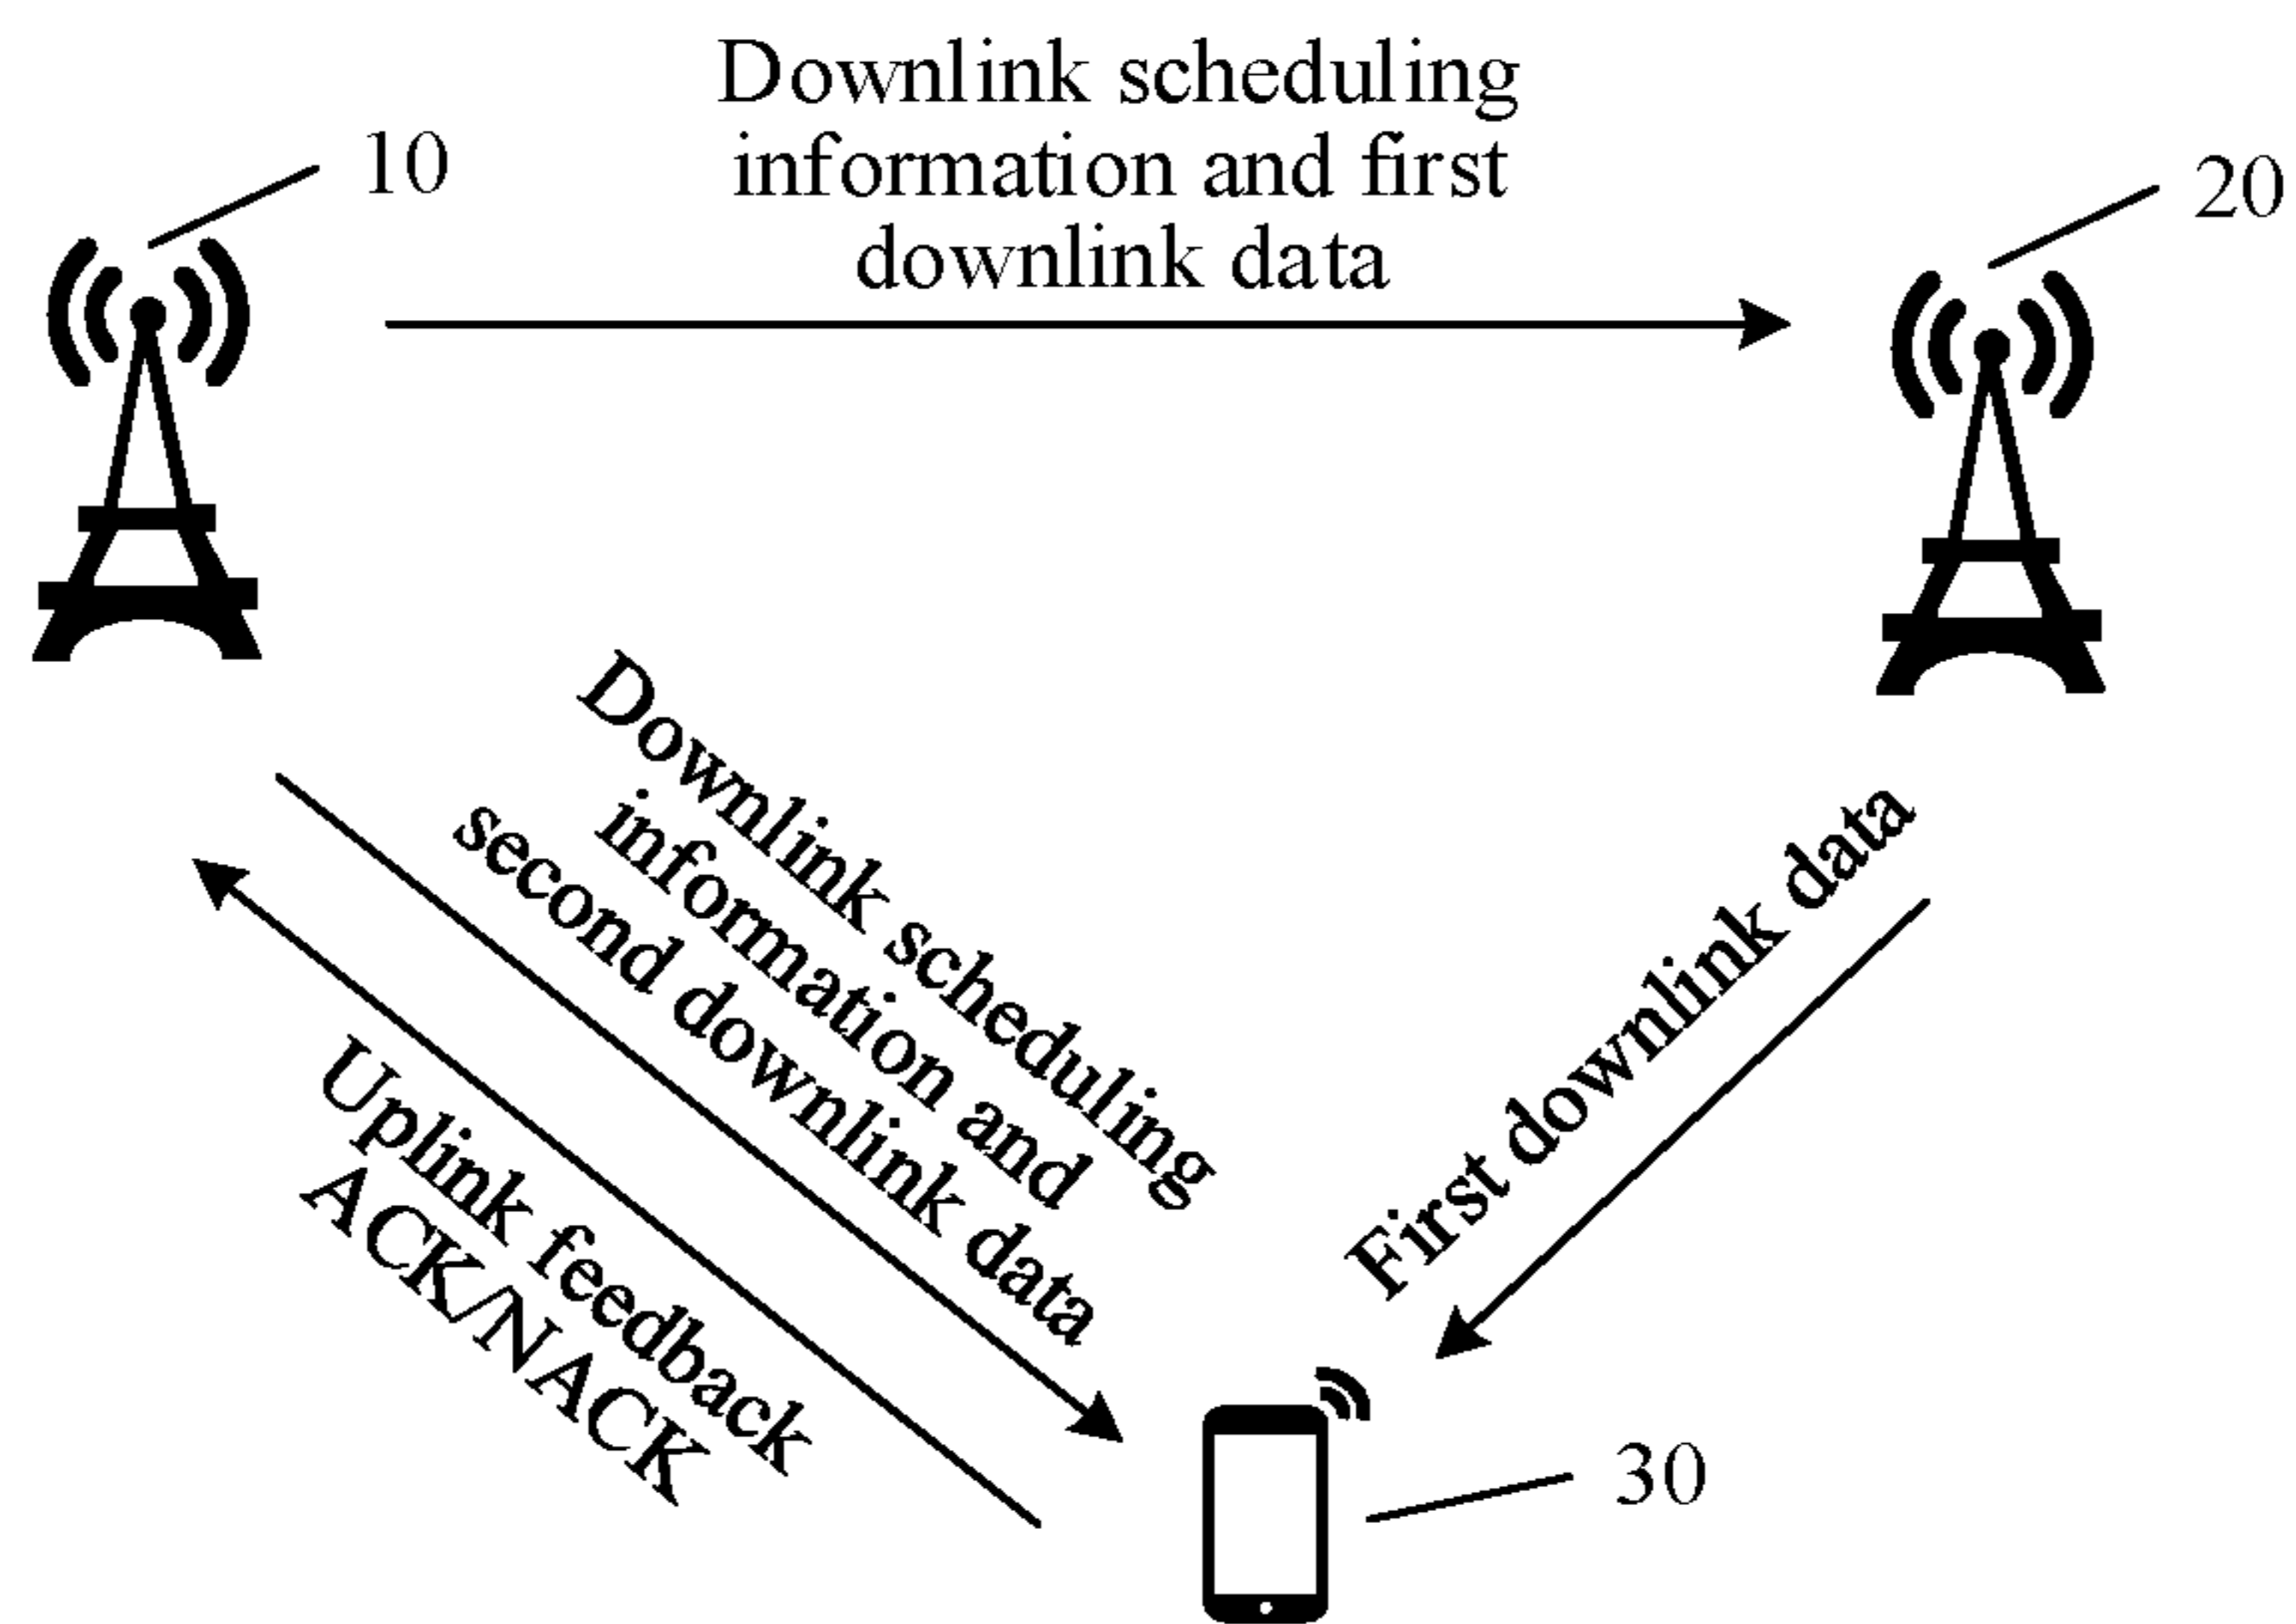 Downlink scheduling
information and first
downlink data
10
20
Downlink scheduling
information and
second downlink data
First downlink data
Uplink feedback
ACK/NACK
30